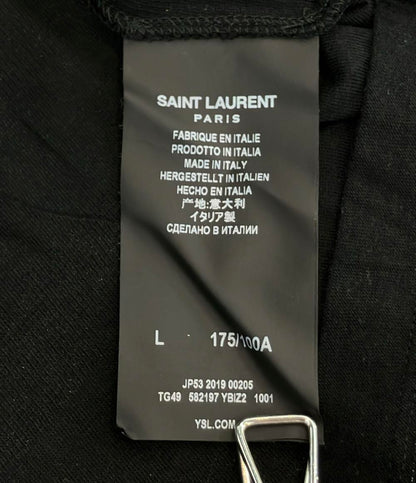 SAINT LAURENT
PARIS
FABRIQUE EN ITALIE
PRODOTTO IN ITALIA
MADE IN ITALY
HERGESTELLT IN ITALIEN
HECHO EN ITALIA
产地:意大利
イタリア製
СДЕЛАНО В ИТАЛИИ
L 175/100A
JP53 2019 00205
TG49 582197 YBIZ2 1001
YSL.COM